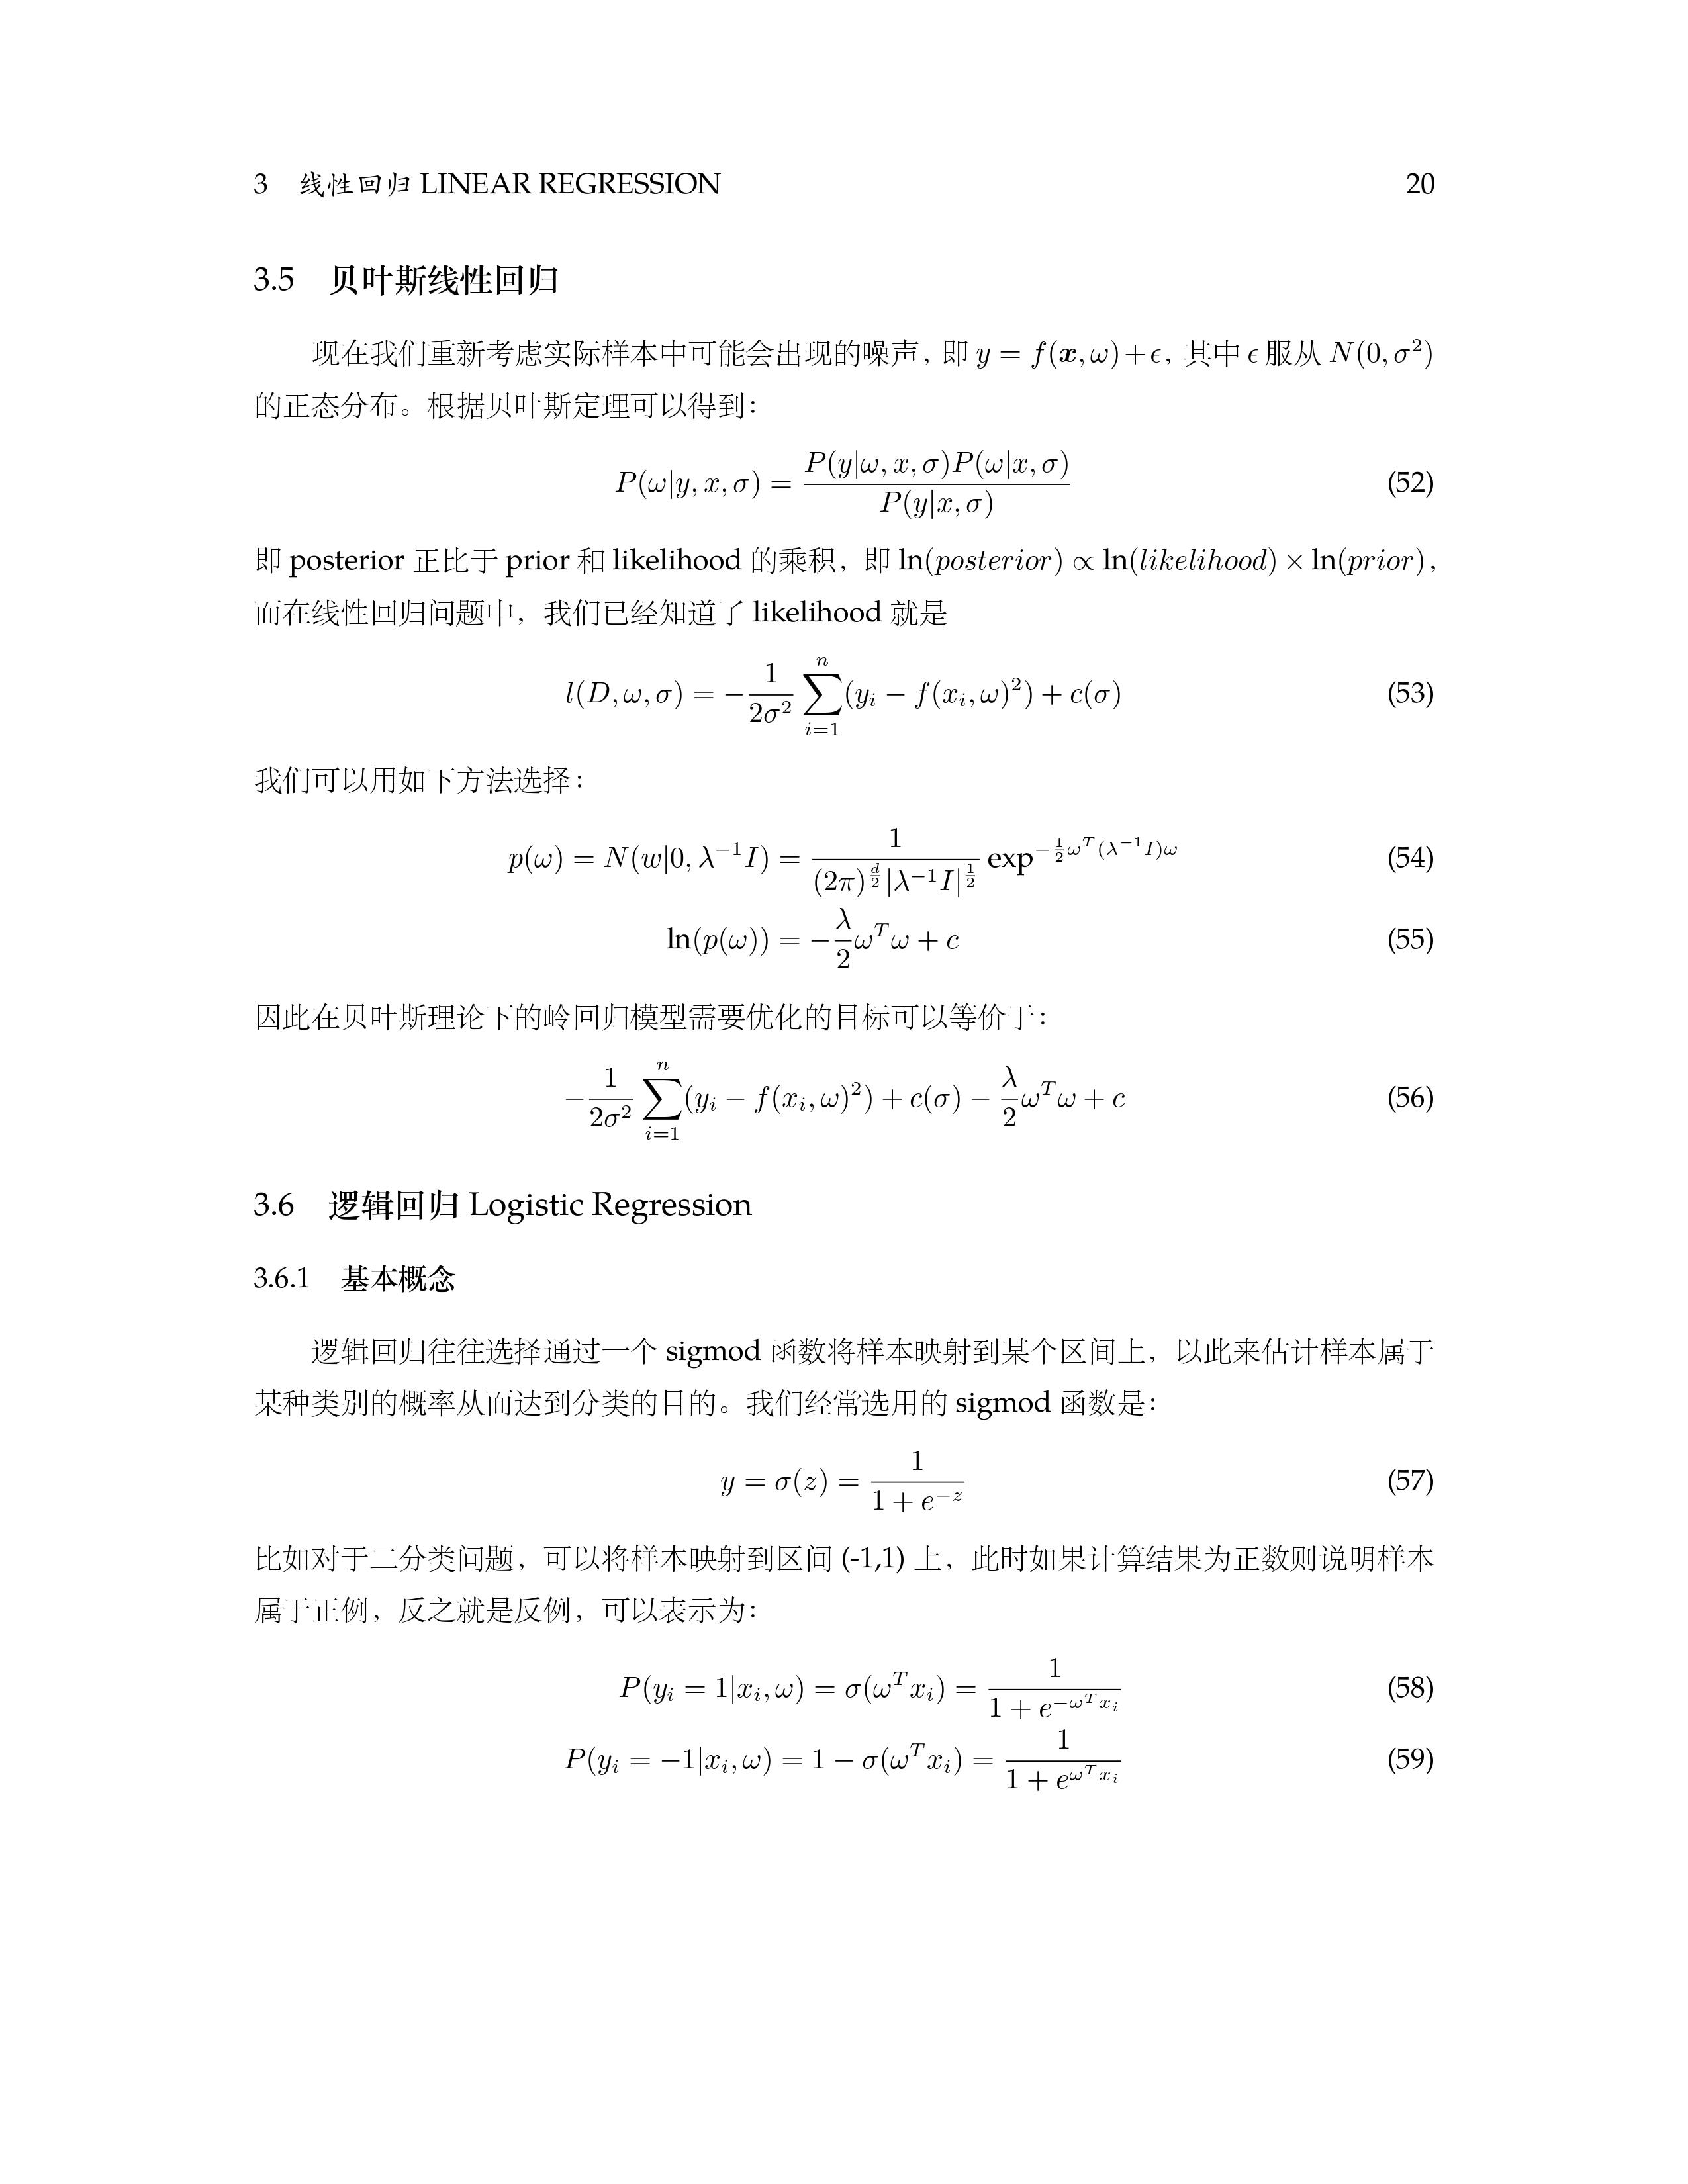 3 线性回归 LINEAR REGRESSION 20
3.5 贝叶斯线性回归
现在我们重新考虑实际样本中可能会出现的噪声，即 $y = f(\boldsymbol{x}, \omega) + \epsilon$，其中 $\epsilon$ 服从 $N(0, \sigma^2)$
的正态分布。根据贝叶斯定理可以得到：
$P(\omega|y, x, \sigma) = \frac{P(y|\omega, x, \sigma)P(\omega|x, \sigma)}{P(y|x, \sigma)}$ (52)
即 posterior 正比于 prior 和 likelihood 的乘积，即 $\ln(posterior) \propto \ln(likelihood) \times \ln(prior)$，
而在线性回归问题中，我们已经知道了 likelihood 就是
$l(D, \omega, \sigma) = -\frac{1}{2\sigma^2} \sum_{i=1}^{n} (y_i - f(x_i, \omega)^2) + c(\sigma)$ (53)
我们可以用如下方法选择：
$p(\omega) = N(w|0, \lambda^{-1}I) = \frac{1}{(2\pi)^{\frac{d}{2}} |\lambda^{-1}I|^{\frac{1}{2}}} \exp^{-\frac{1}{2}\omega^T(\lambda^{-1}I)\omega}$ (54)
$\ln(p(\omega)) = -\frac{\lambda}{2}\omega^T\omega + c$ (55)
因此在贝叶斯理论下的岭回归模型需要优化的目标可以等价于：
$-\frac{1}{2\sigma^2} \sum_{i=1}^{n} (y_i - f(x_i, \omega)^2) + c(\sigma) - \frac{\lambda}{2}\omega^T\omega + c$ (56)
3.6 逻辑回归 Logistic Regression
3.6.1 基本概念
逻辑回归往往选择通过一个 sigmod 函数将样本映射到某个区间上，以此来估计样本属于
某种类别的概率从而达到分类的目的。我们经常选用的 sigmod 函数是：
$y = \sigma(z) = \frac{1}{1 + e^{-z}}$ (57)
比如对于二分类问题，可以将样本映射到区间 (-1,1) 上，此时如果计算结果为正数则说明样本
属于正例，反之就是反例，可以表示为：
$P(y_i = 1|x_i, \omega) = \sigma(\omega^T x_i) = \frac{1}{1 + e^{-\omega^T x_i}}$ (58)
$P(y_i = -1|x_i, \omega) = 1 - \sigma(\omega^T x_i) = \frac{1}{1 + e^{\omega^T x_i}}$ (59)